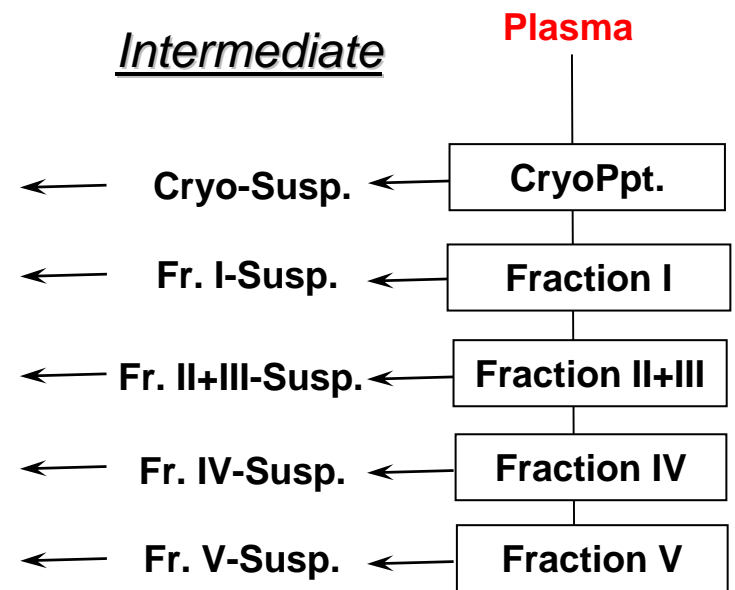 Intermediate
Plasma
Cryo-Susp.
CryoPpt.
Fr. I-Susp.
Fraction I
Fr. II+III-Susp.
Fraction II+III
Fr. IV-Susp.
Fraction IV
Fr. V-Susp.
Fraction V